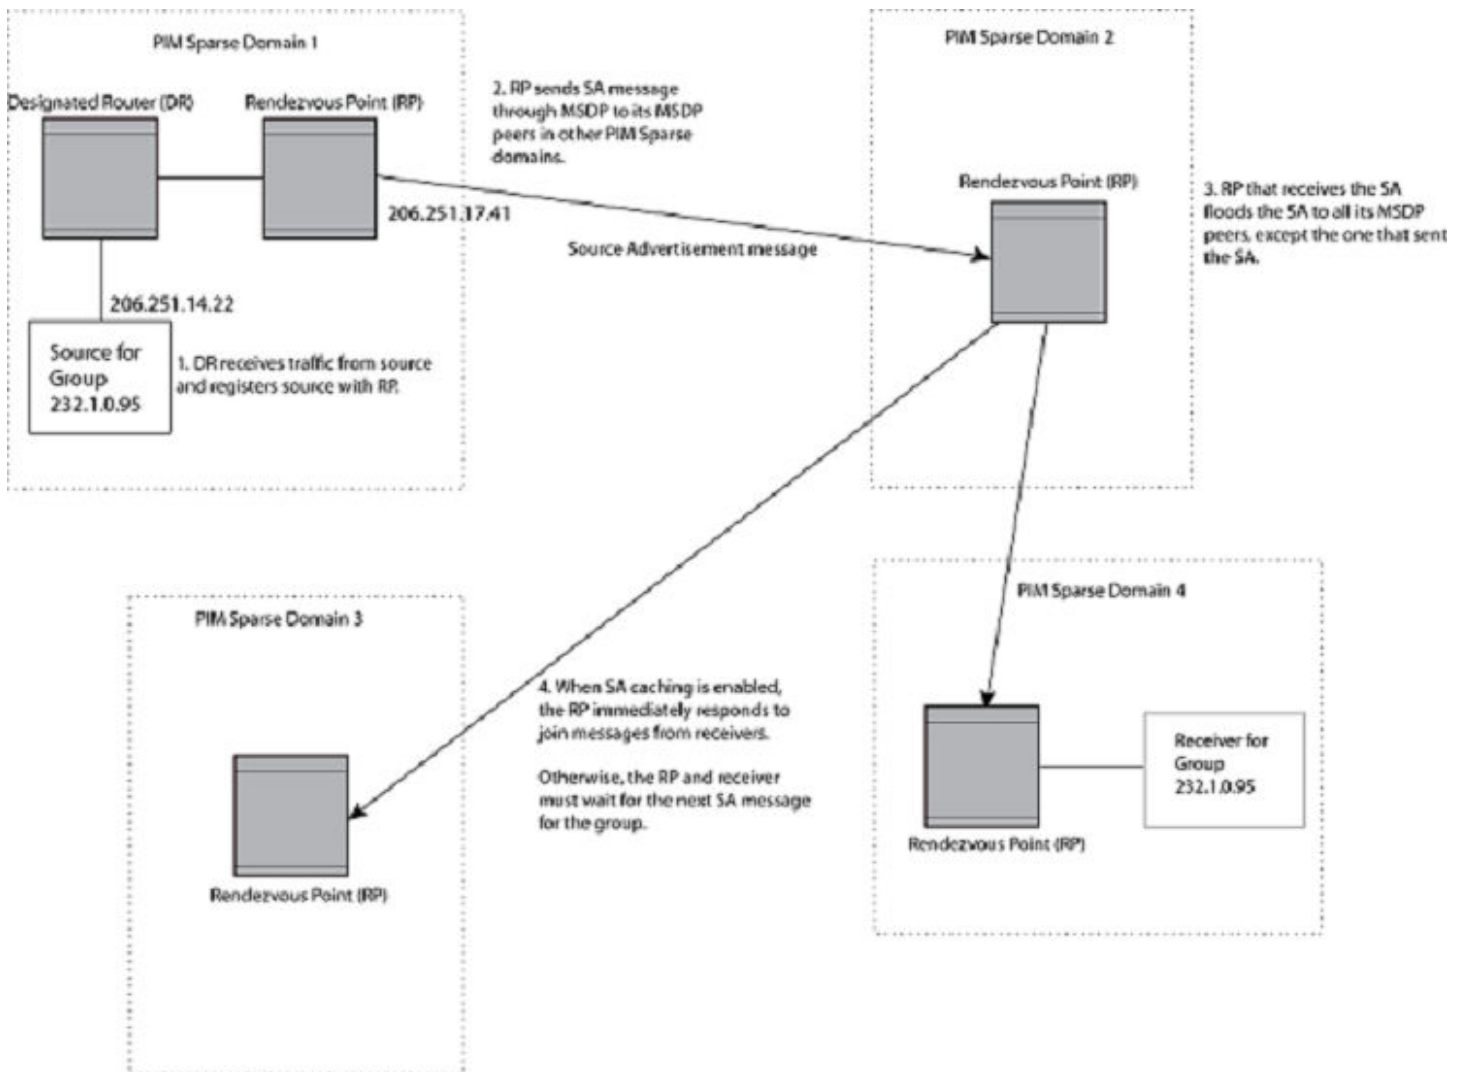 PIM Sparse Domain 1
Designated Router (DR)
Rendezvous Point (RP)
206.251.17.41
206.251.14.22
Source for
Group
232.1.0.95
1. DR receives traffic from source
and registers source with RP.
2. RP sends SA message
through MSDP to its MSDP
peers in other PIM Sparse
domains.
Source Advertisement message
PIM Sparse Domain 2
Rendezvous Point (RP)
3. RP that receives the SA
floods the SA to all its MSDP
peers, except the one that sent
the SA.
PIM Sparse Domain 3
Rendezvous Point (RP)
4. When SA caching is enabled,
the RP immediately responds to
join messages from receivers.
Otherwise, the RP and receiver
must wait for the next SA message
for the group.
PIM Sparse Domain 4
Rendezvous Point (RP)
Receiver for
Group
232.1.0.95